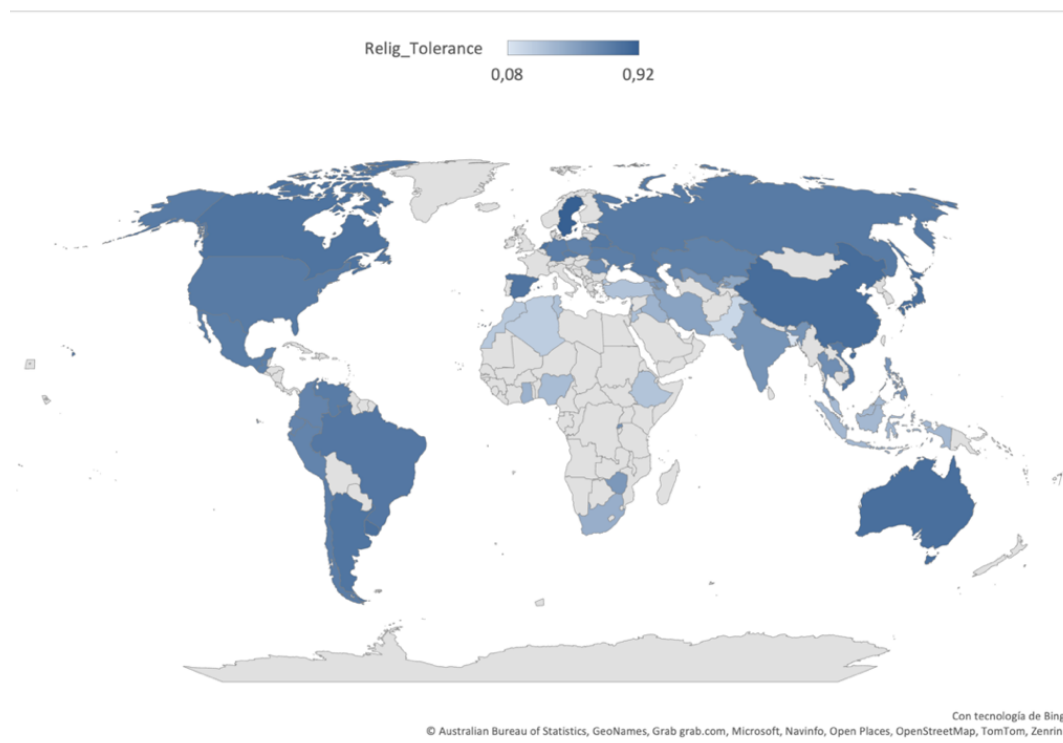 Relig_Tolerance
0,08 0,92
Con tecnología de Bing
© Australian Bureau of Statistics, GeoNames, Grab grab.com, Microsoft, Navinfo, Open Places, OpenStreetMap, TomTom, Zenrin